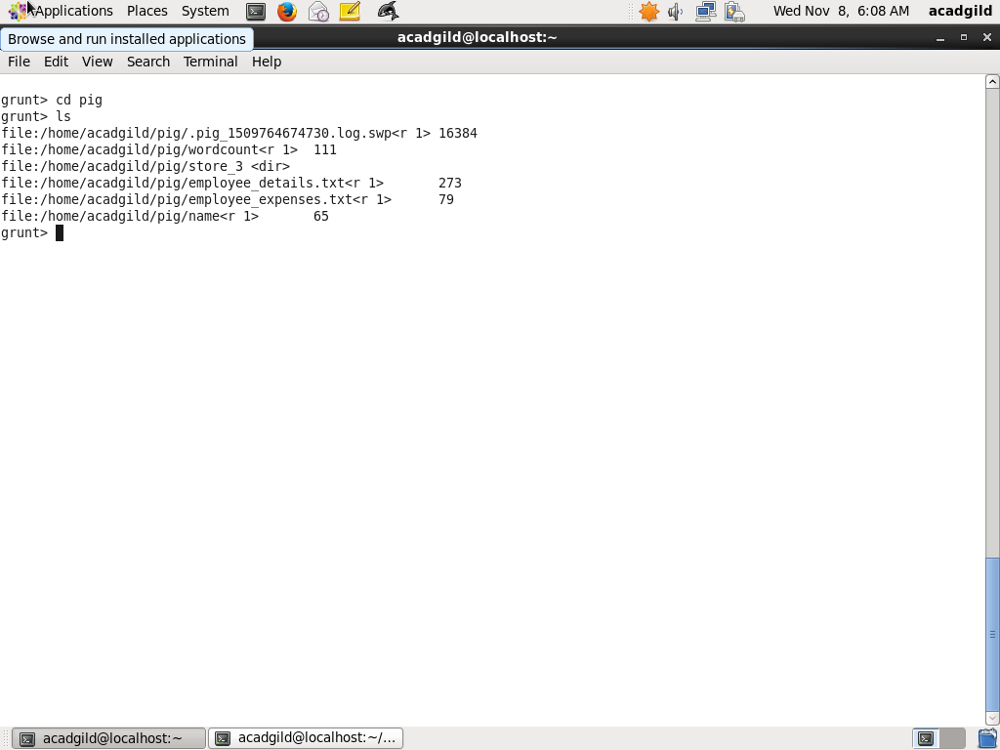 Applications Places System Wed Nov 8, 6:08 AM acadgild
Browse and run installed applications
acadgild@localhost:~
File Edit View Search Terminal Help
grunt> cd pig
grunt> ls
file:/home/acadgild/pig/.pig_1509764674730.log.swp<r 1> 16384
file:/home/acadgild/pig/wordcount<r 1> 111
file:/home/acadgild/pig/store_3 <dir>
file:/home/acadgild/pig/employee_details.txt<r 1> 273
file:/home/acadgild/pig/employee_expenses.txt<r 1> 79
file:/home/acadgild/pig/name<r 1> 65
grunt>
acadgild@localhost:~ acadgild@localhost:~/...